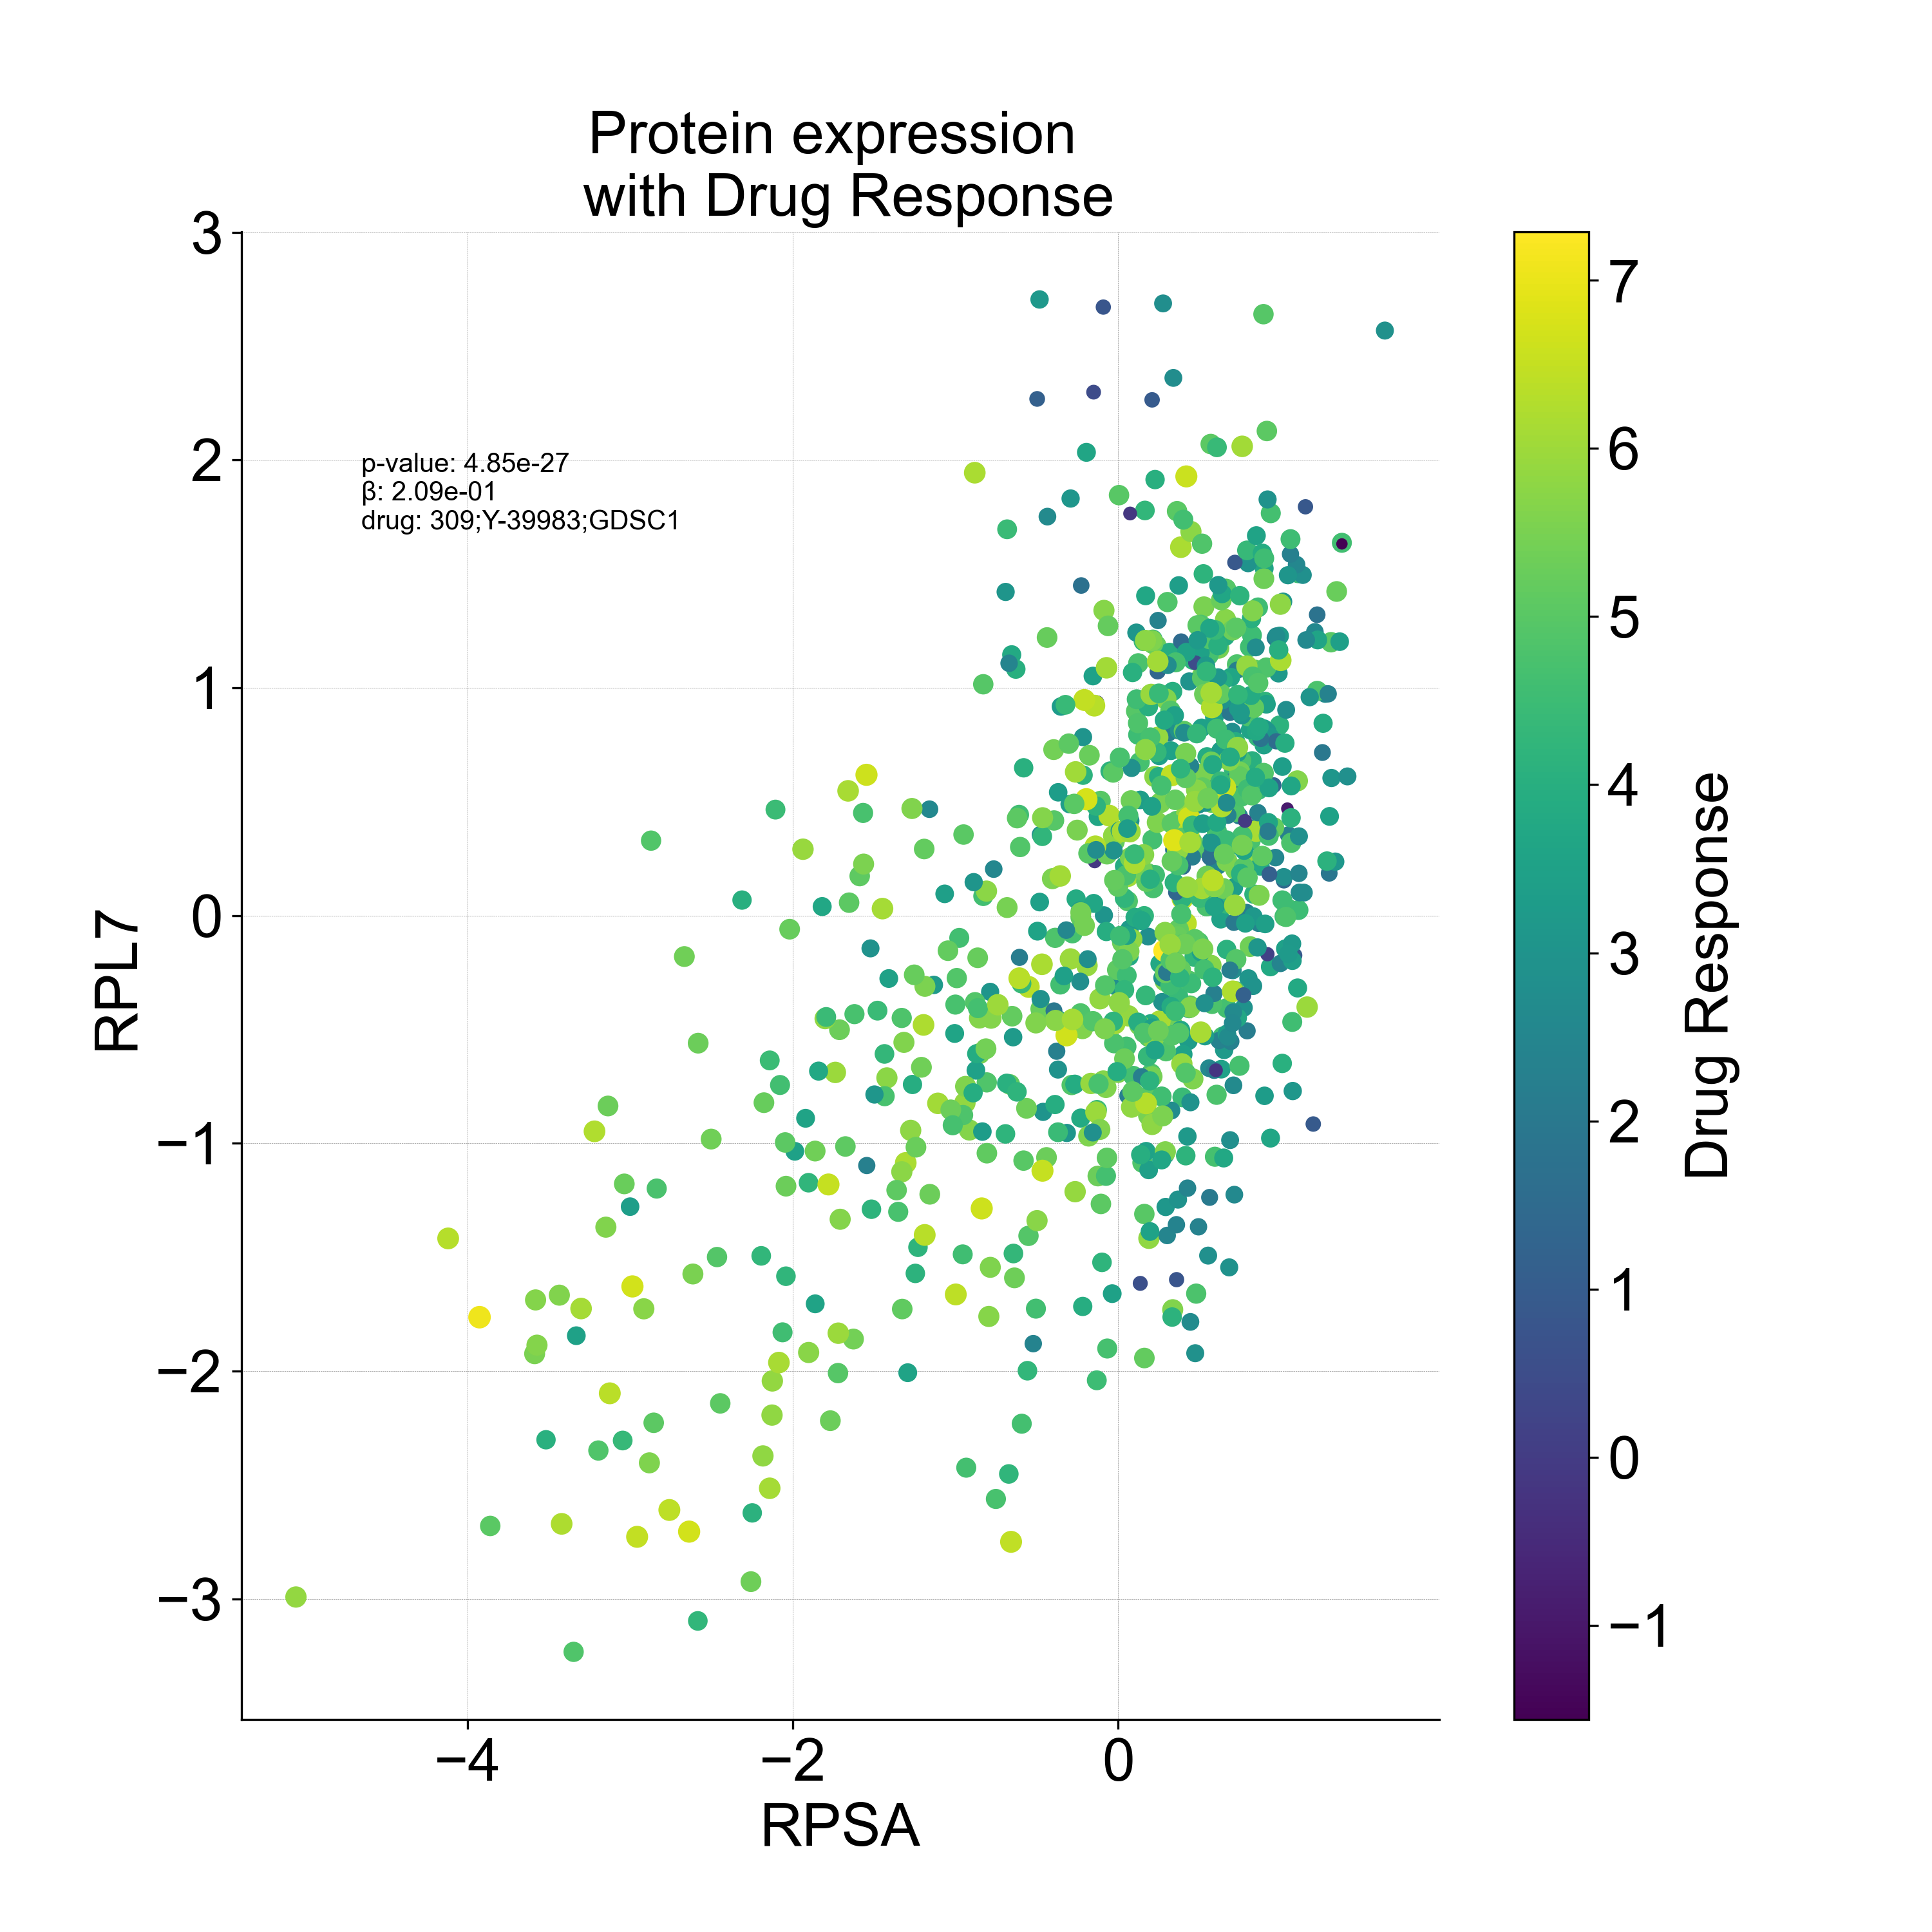 Protein expression
with Drug Response
3
2
1
0
−1
−2
−3
p-value: 4.85e-27
β: 2.09e-01
drug: 309;Y-39983;GDSC1
RPL7
−4
−2
0
RPSA
7
6
5
4
3
2
1
0
−1
Drug Response